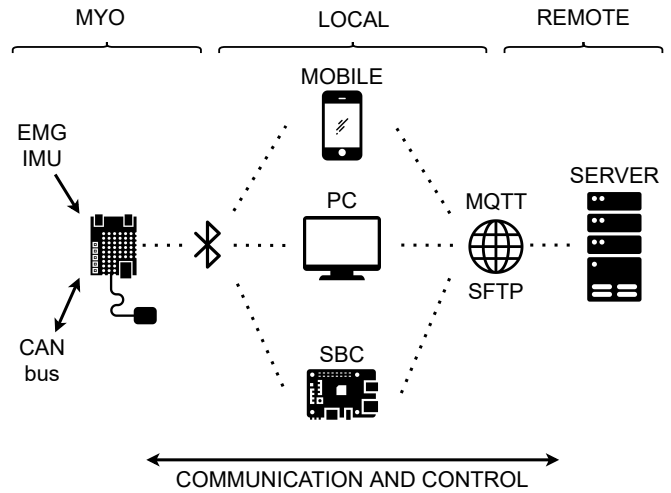 MYO
LOCAL
REMOTE
MOBILE
EMG
IMU
PC
MQTT
SERVER
SFTP
CAN
bus
SBC
COMMUNICATION AND CONTROL